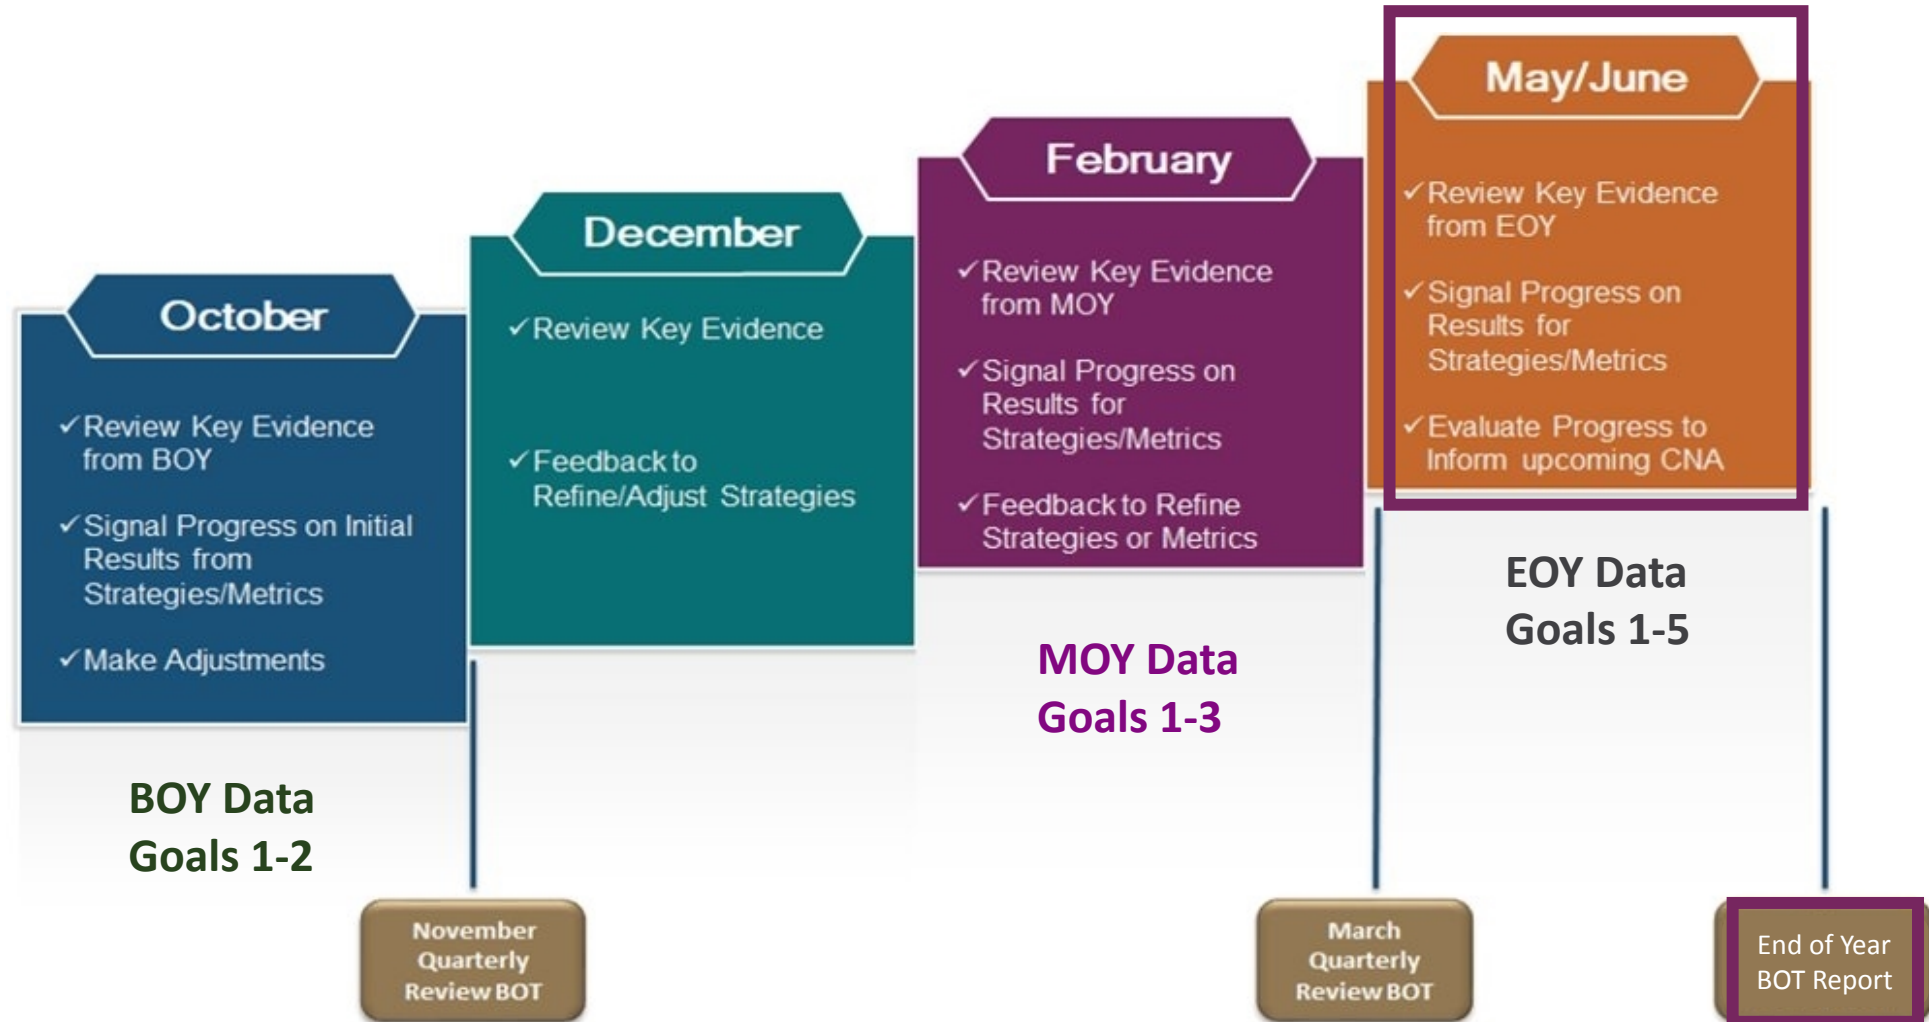 October
✓Review Key Evidence
from BOY
✓Signal Progress on Initial
Results from
Strategies/Metrics
✓Make Adjustments
BOY Data
Goals 1-2
December
✓Review Key Evidence
✓Feedback to
Refine/Adjust Strategies
February
✓Review Key Evidence
from MOY
✓Signal Progress on
Results for
Strategies/Metrics
✓Feedback to Refine
Strategies or Metrics
MOY Data
Goals 1-3
May/June
✓Review Key Evidence
from EOY
✓Signal Progress on
Results for
Strategies/Metrics
✓Evaluate Progress to
Inform upcoming CNA
EOY Data
Goals 1-5
November
Quarterly
Review BOT
March
Quarterly
Review BOT
End of Year
BOT Report